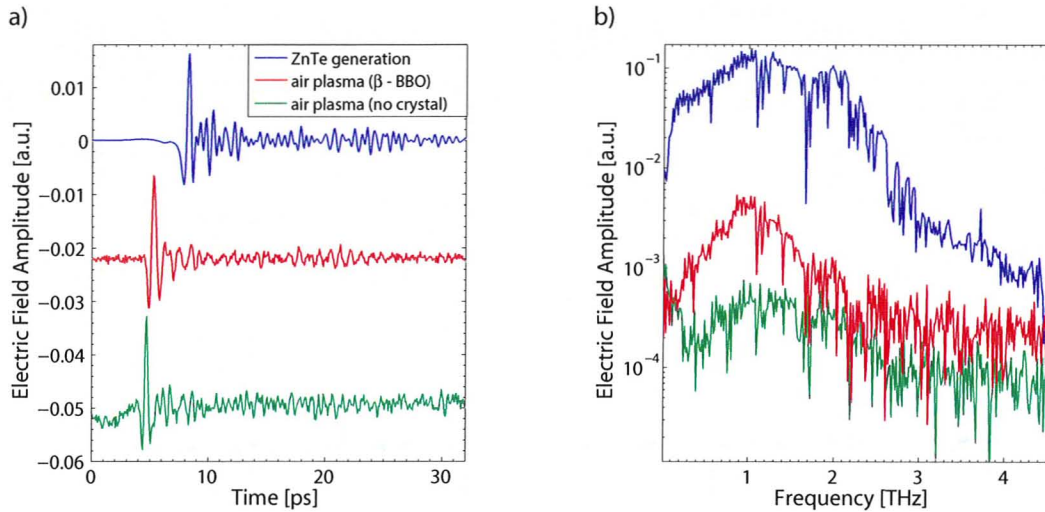 a)
ZnTe generation
air plasma (β - BBO)
air plasma (no crystal)
0.01
0
−0.01
−0.02
−0.03
−0.04
−0.05
−0.06
Electric Field Amplitude [a.u.]
0 10 20 30
Time [ps]
b)
10⁻¹
10⁻²
10⁻³
10⁻⁴
Electric Field Amplitude [a.u.]
1 2 3 4
Frequency [THz]